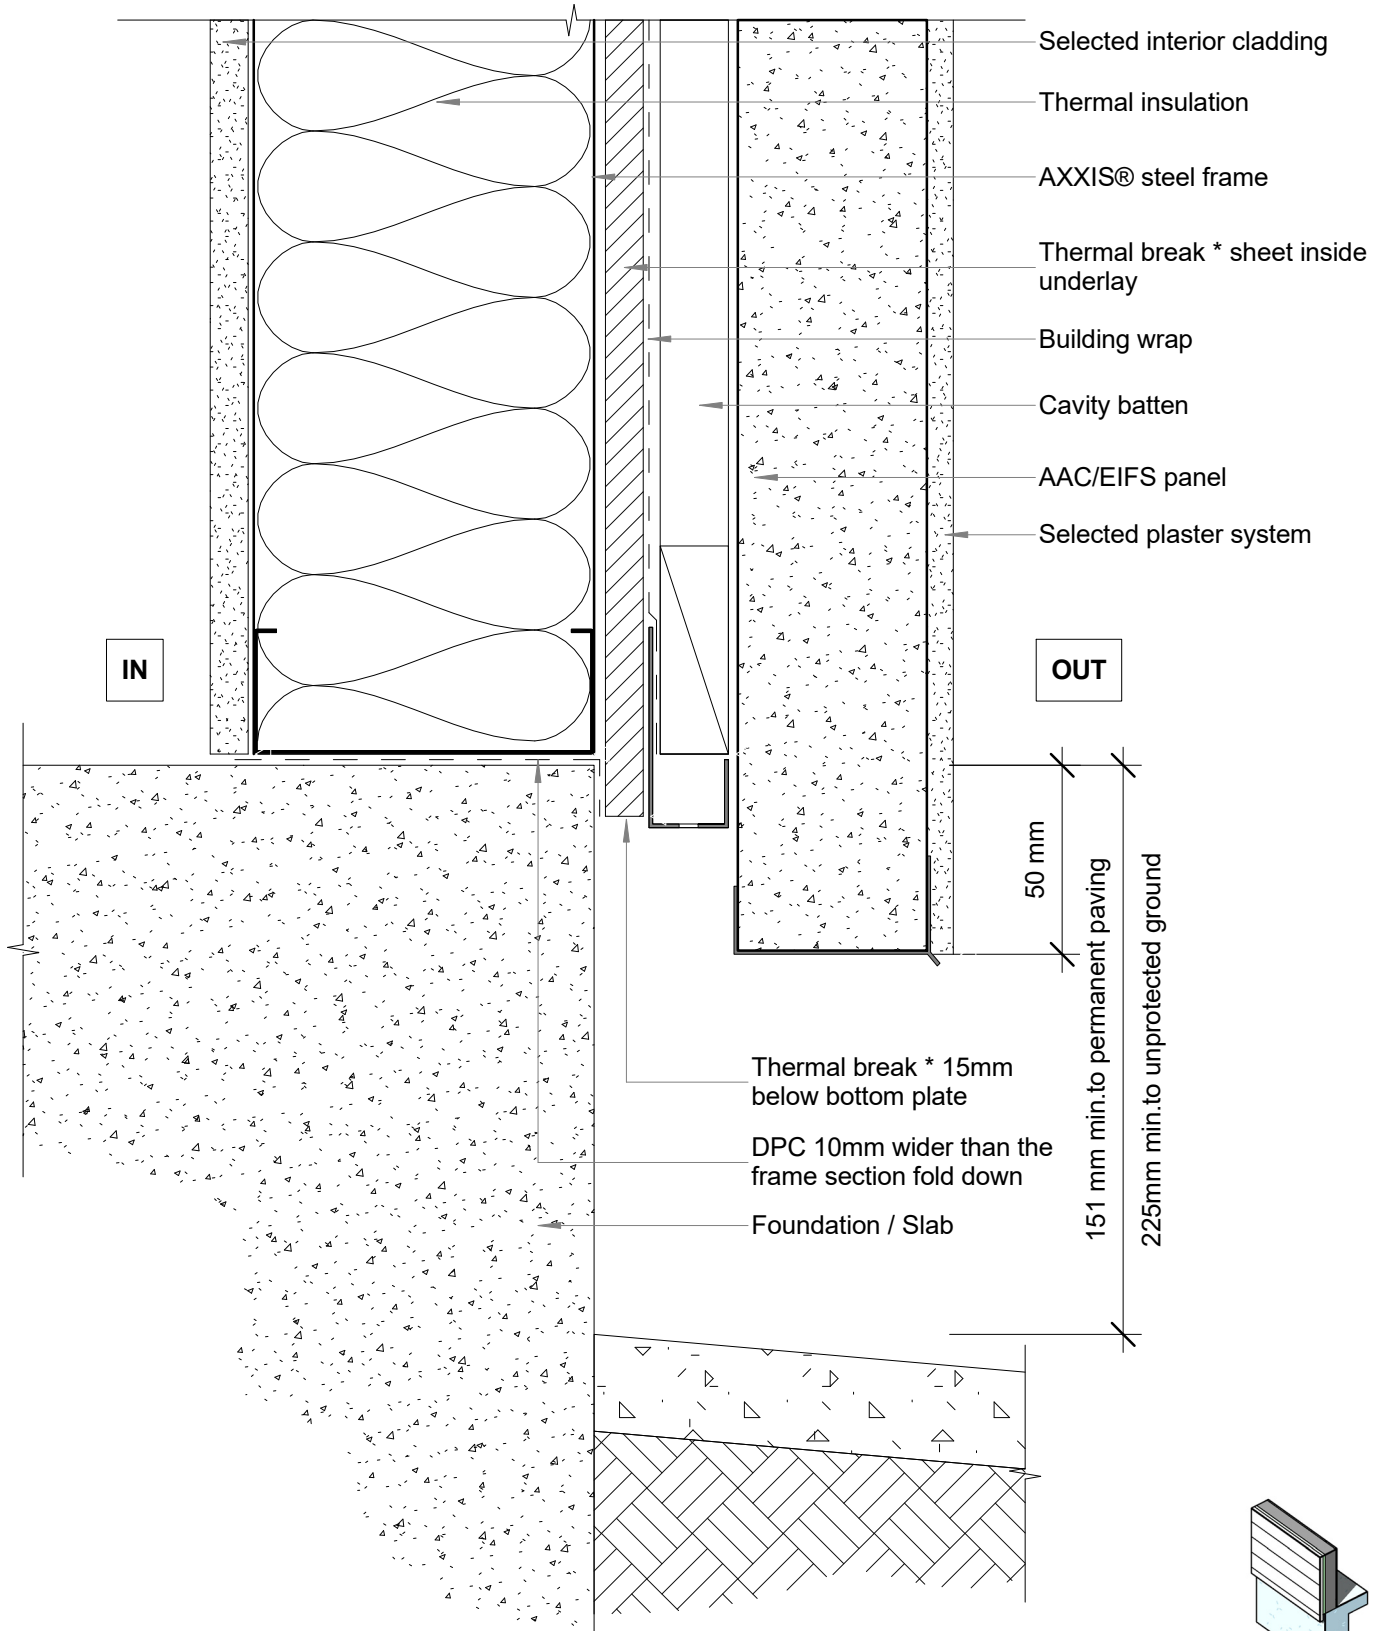 Selected interior cladding
Thermal insulation
AXXIS® steel frame
Thermal break * sheet inside
underlay
Building wrap
Cavity batten
AAC/EIFS panel
Selected plaster system
IN
OUT
50 mm
151 mm min.to permanent paving
225mm min.to unprotected ground
Thermal break * 15mm
below bottom plate
DPC 10mm wider than the
frame section fold down
Foundation / Slab